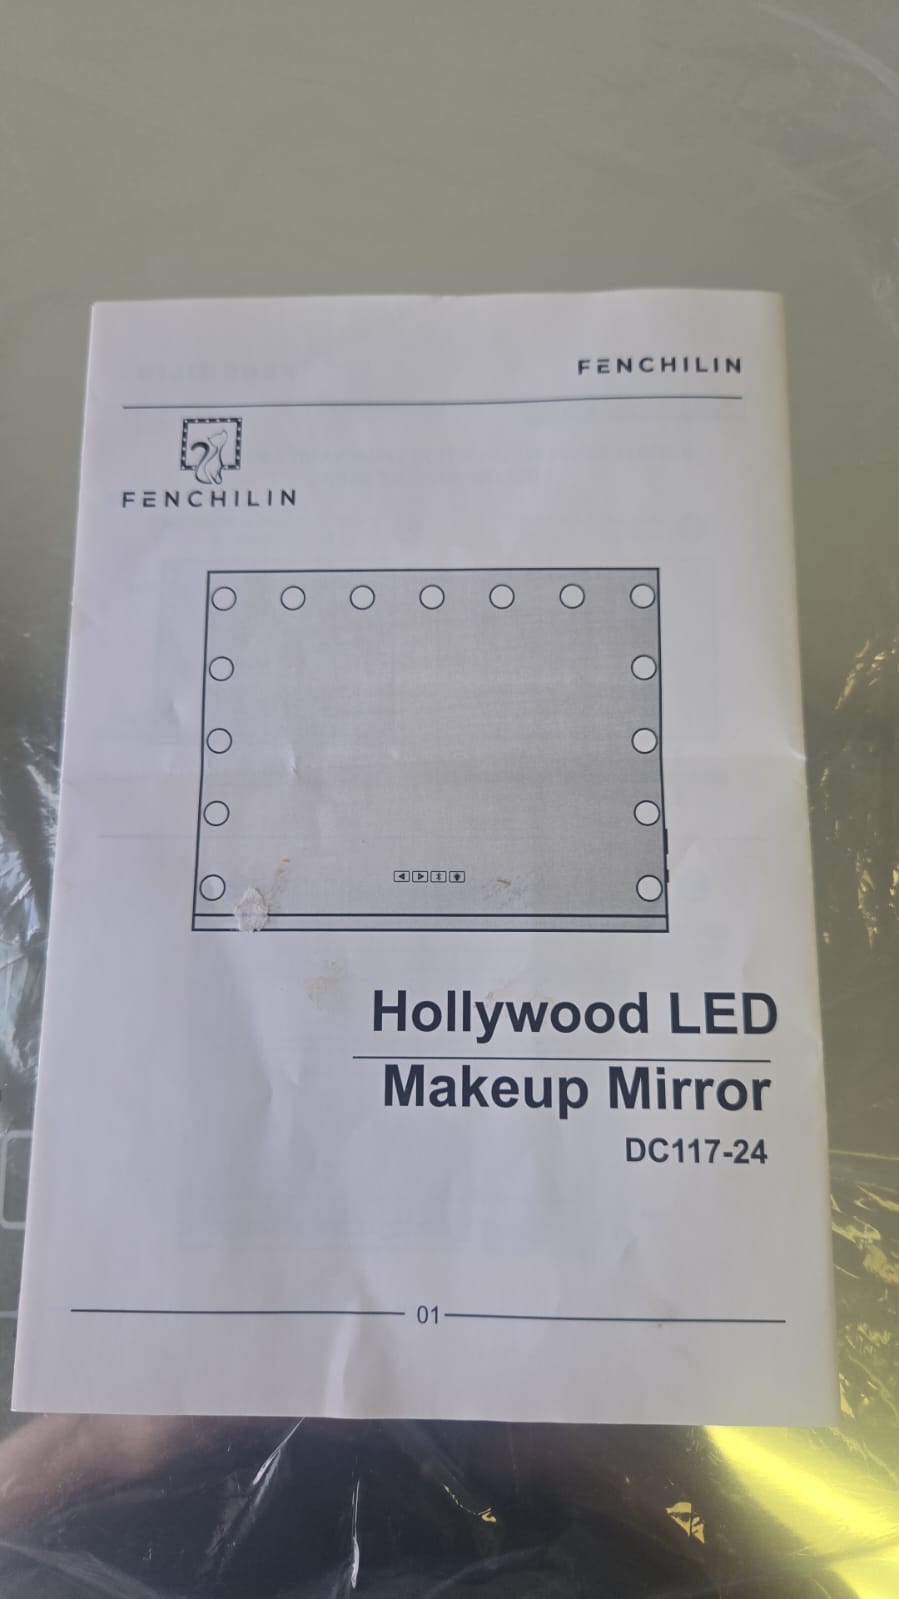 FENCHILIN
FENCHILIN
Hollywood LED
Makeup Mirror
DC117-24
01